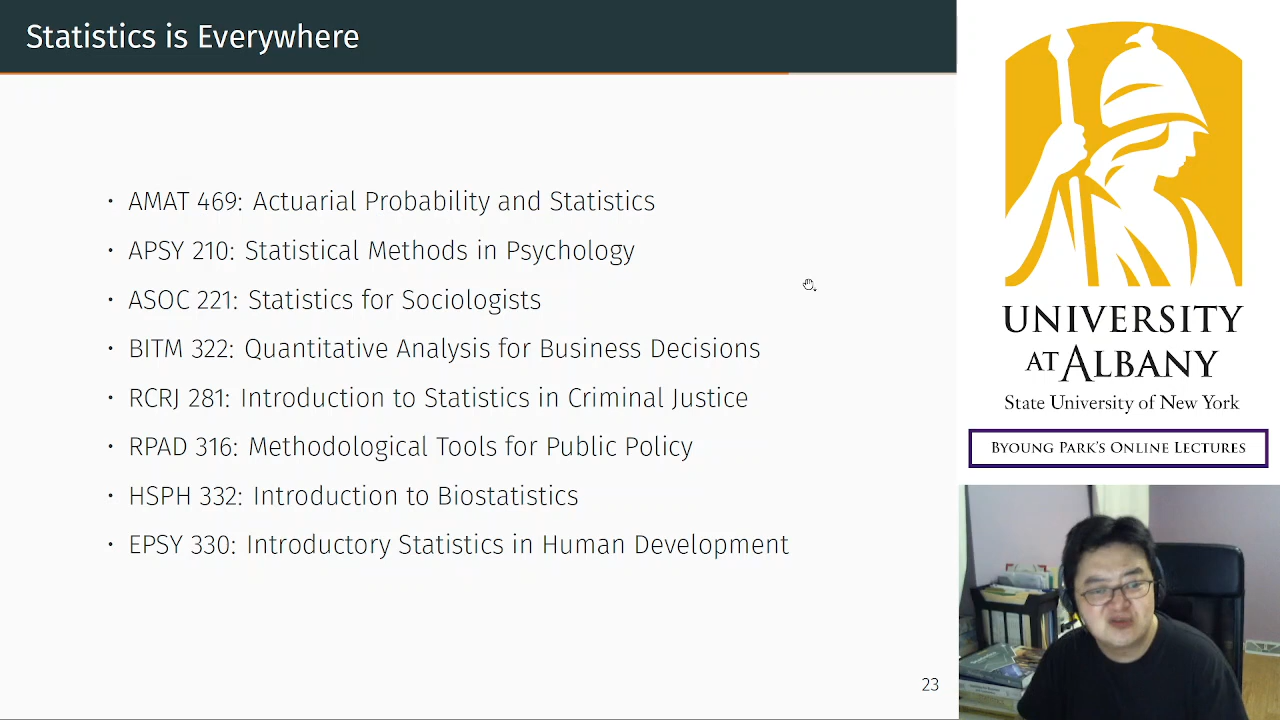 Statistics is Everywhere
· AMAT 469: Actuarial Probability and Statistics
· APSY 210: Statistical Methods in Psychology
· ASOC 221: Statistics for Sociologists
· BITM 322: Quantitative Analysis for Business Decisions
· RCRJ 281: Introduction to Statistics in Criminal Justice
· RPAD 316: Methodological Tools for Public Policy
· HSPH 332: Introduction to Biostatistics
· EPSY 330: Introductory Statistics in Human Development
23
UNIVERSITY
AT ALBANY
State University of New York
BYOUNG PARK'S ONLINE LECTURES